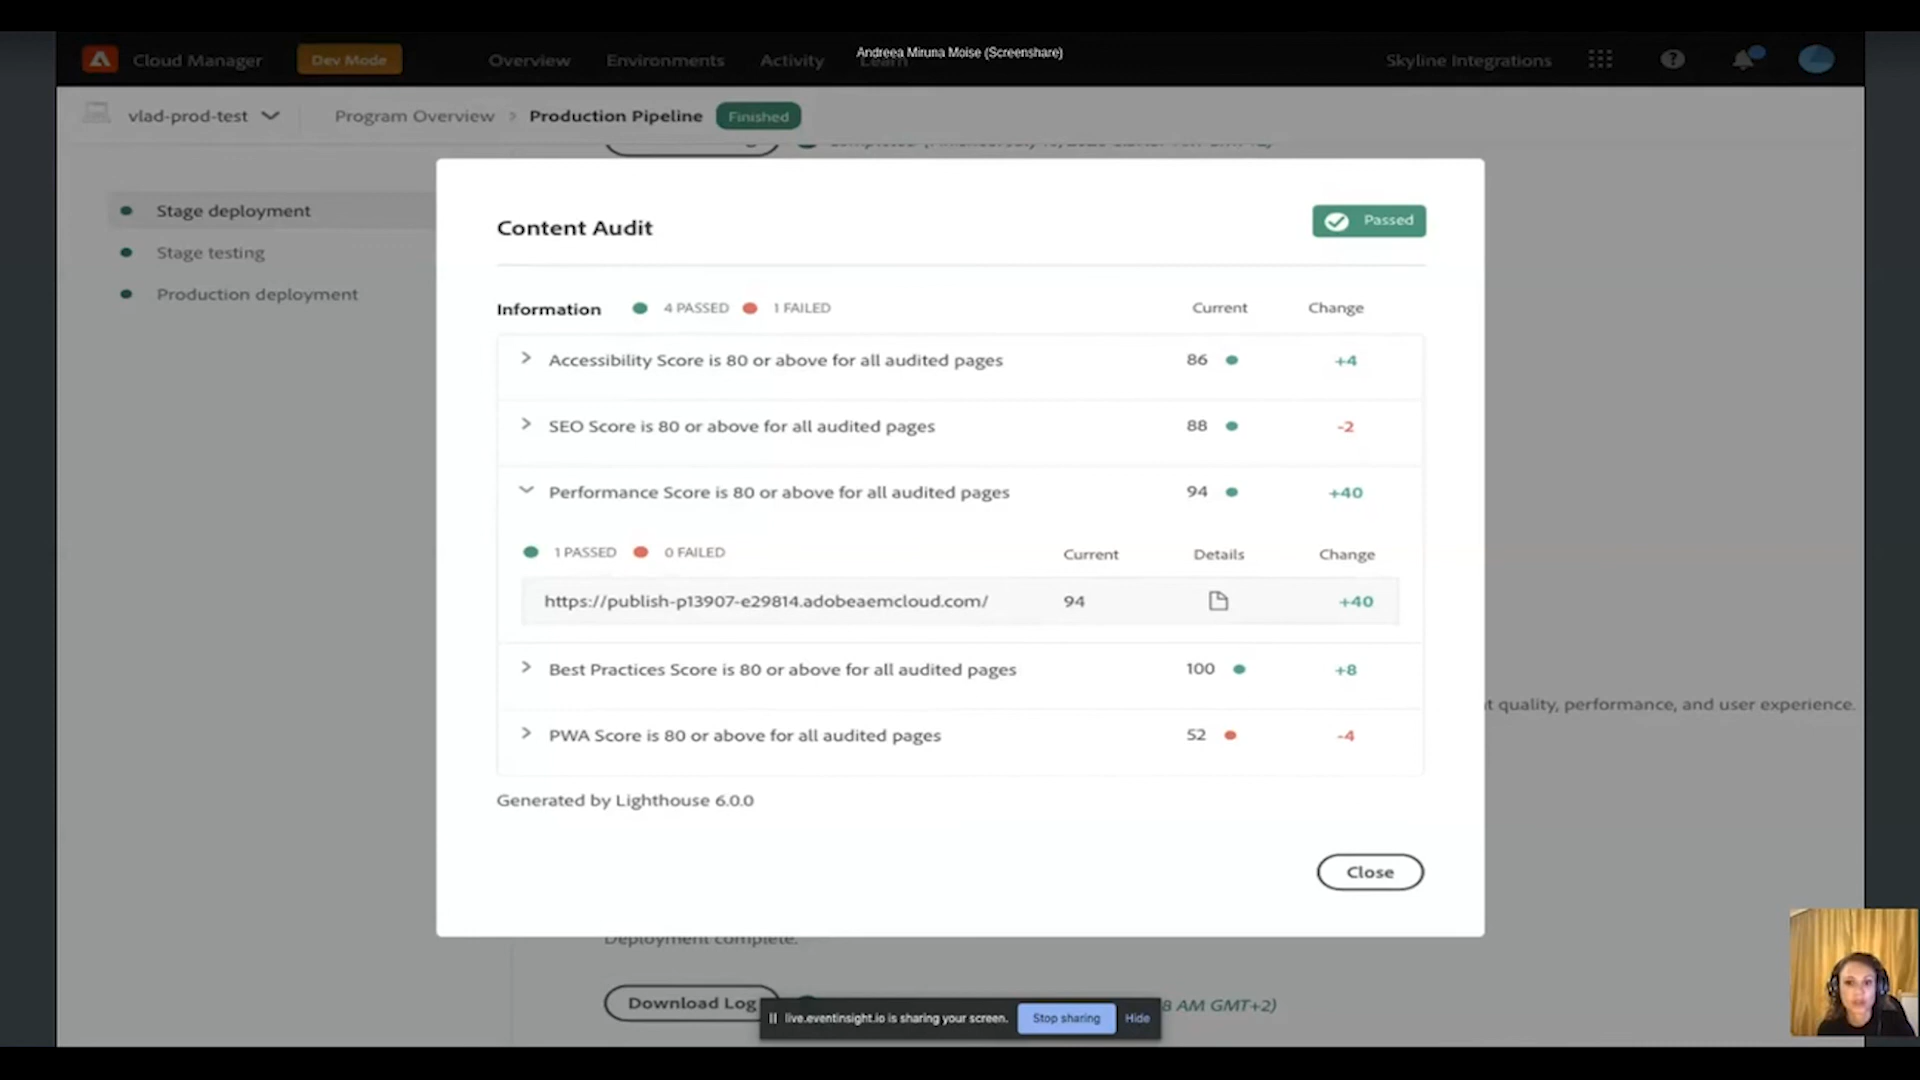 Andreea Miruna Moise (Screenshare)
Cloud Manager Dev Mode Overview Environments Activity Learn Skyline Integrations
vlad-prod-test Program Overview > Production Pipeline Finished
Stage deployment
Stage testing
Production deployment
Content Audit Passed
Information 4 PASSED 1 FAILED Current Change
Accessibility Score is 80 or above for all audited pages 86 +4
SEO Score is 80 or above for all audited pages 88 -2
Performance Score is 80 or above for all audited pages 94 +40
1 PASSED 0 FAILED Current Details Change
https://publish-p13907-e29814.adobeaemcloud.com/ 94 +40
Best Practices Score is 80 or above for all audited pages 100 +8
t quality, performance, and user experience.
PWA Score is 80 or above for all audited pages 52 -4
Generated by Lighthouse 6.0.0
Close
Deployment complete.
Download Log 8 AM GMT+2)
live.eventinsight.io is sharing your screen. Stop sharing Hide